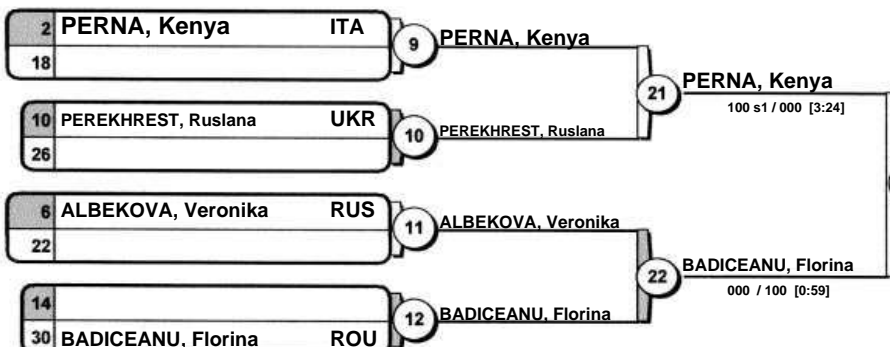 2 PERNA, Kenya ITA
18
9
PERNA, Kenya
10 PEREKHREST, Ruslana UKR
26
10
PEREKHREST, Ruslana
21
PERNA, Kenya
100 s1 / 000 [3:24]
6 ALBEKOVA, Veronika RUS
22
11
ALBEKOVA, Veronika
14
30 BADICEANU, Florina ROU
12
BADICEANU, Florina
22
BADICEANU, Florina
000 / 100 [0:59]